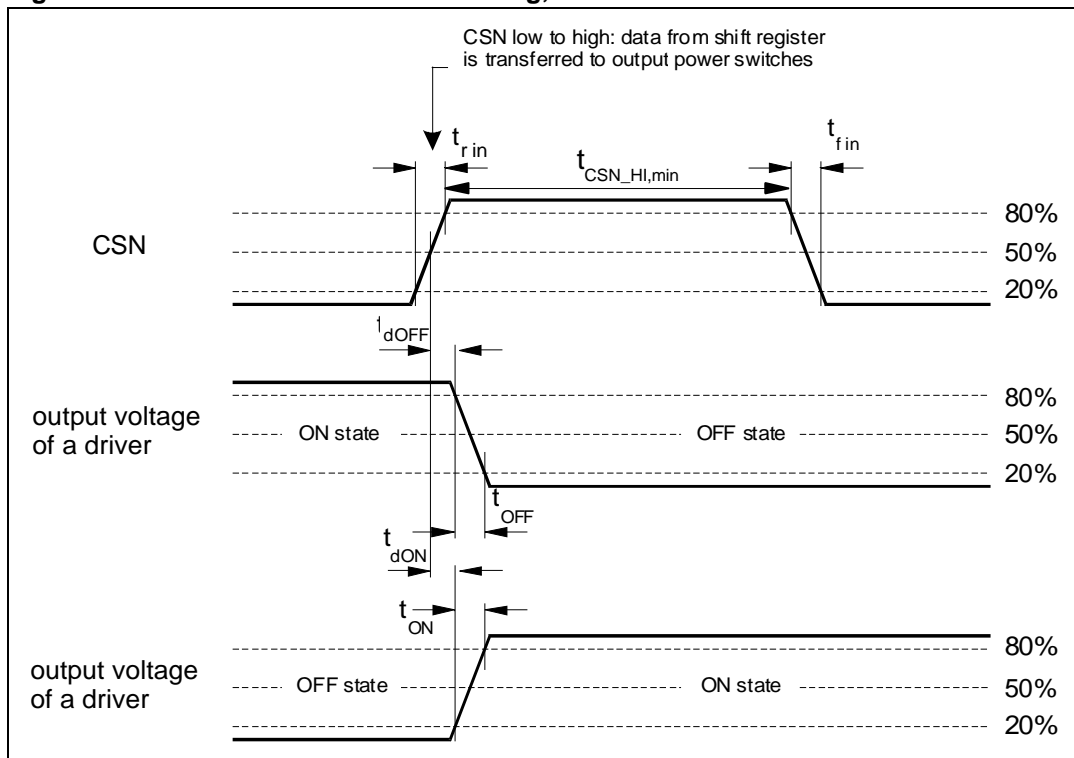 CSN low to high: data from shift register
is transferred to output power switches
t r in
t CSN_HI,min
t f in
CSN
80%
50%
20%
t dOFF
output voltage
of a driver
ON state
OFF state
80%
50%
20%
t OFF
t dON
t ON
output voltage
of a driver
OFF state
ON state
80%
50%
20%